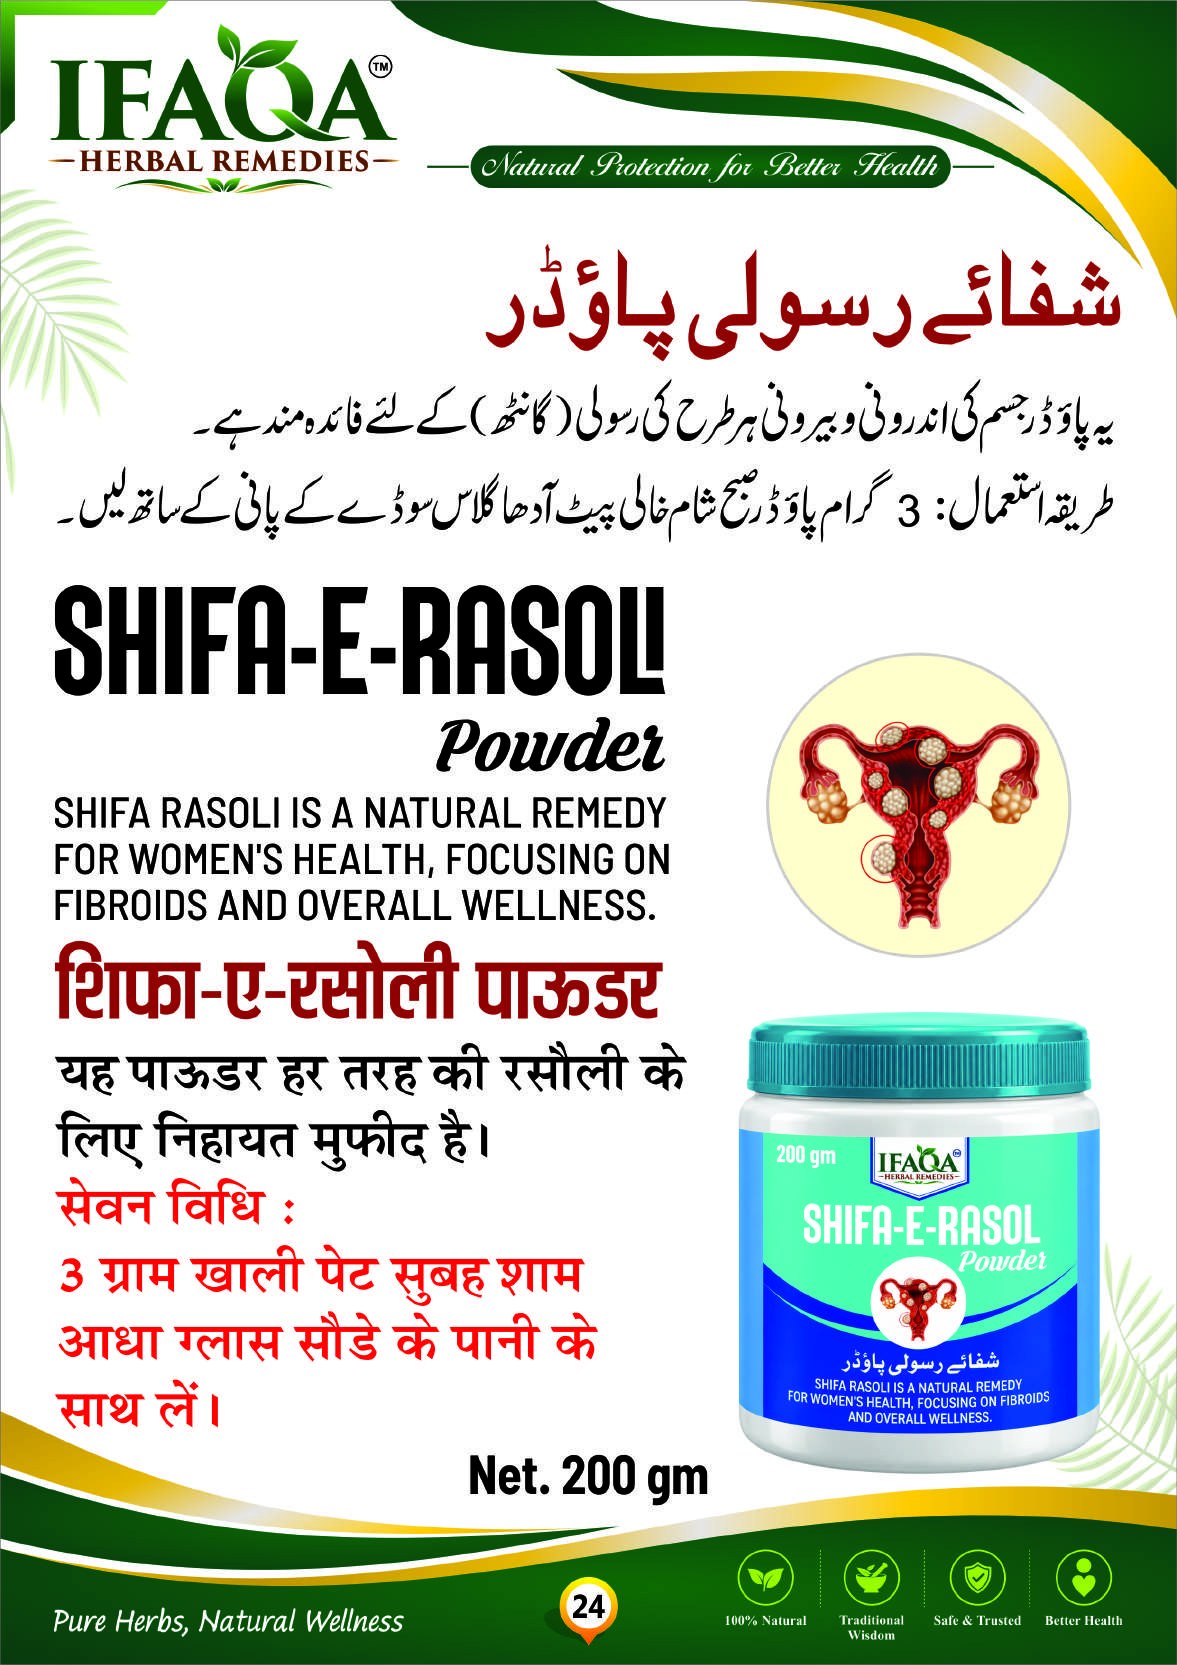 IFAQA TM
HERBAL REMEDIES
Natural Protection for Better Health
شفائے رسولی پاؤڈر
یہ پاؤڈر جسم کی اندرونی و بیرونی ہر طرح کی رسولی (گانٹھ) کے لئے فائدہ مند ہے۔
طریقہ استعمال: 3 گرام پاؤڈر صبح شام خالی پیٹ آدھا گلاس سوڈے کے پانی کے ساتھ لیں۔
SHIFA-E-RASOLI
Powder
SHIFA RASOLI IS A NATURAL REMEDY
FOR WOMEN'S HEALTH, FOCUSING ON
FIBROIDS AND OVERALL WELLNESS.
शिफा-ए-रसोली पाऊडर
यह पाऊडर हर तरह की रसौली के
लिए निहायत मुफीद है।
सेवन विधि :
3 ग्राम खाली पेट सुबह शाम
आधा ग्लास सौडे के पानी के
साथ लें।
Net. 200 gm
200 gm
IFAQA TM
HERBAL REMEDIES
SHIFA-E-RASOL
Powder
شفائے رسولی پاؤڈر
SHIFA RASOLI IS A NATURAL REMEDY
FOR WOMEN'S HEALTH, FOCUSING ON FIBROIDS
AND OVERALL WELLNESS.
Pure Herbs, Natural Wellness
24
100% Natural
Traditional
Wisdom
Safe & Trusted
Better Health